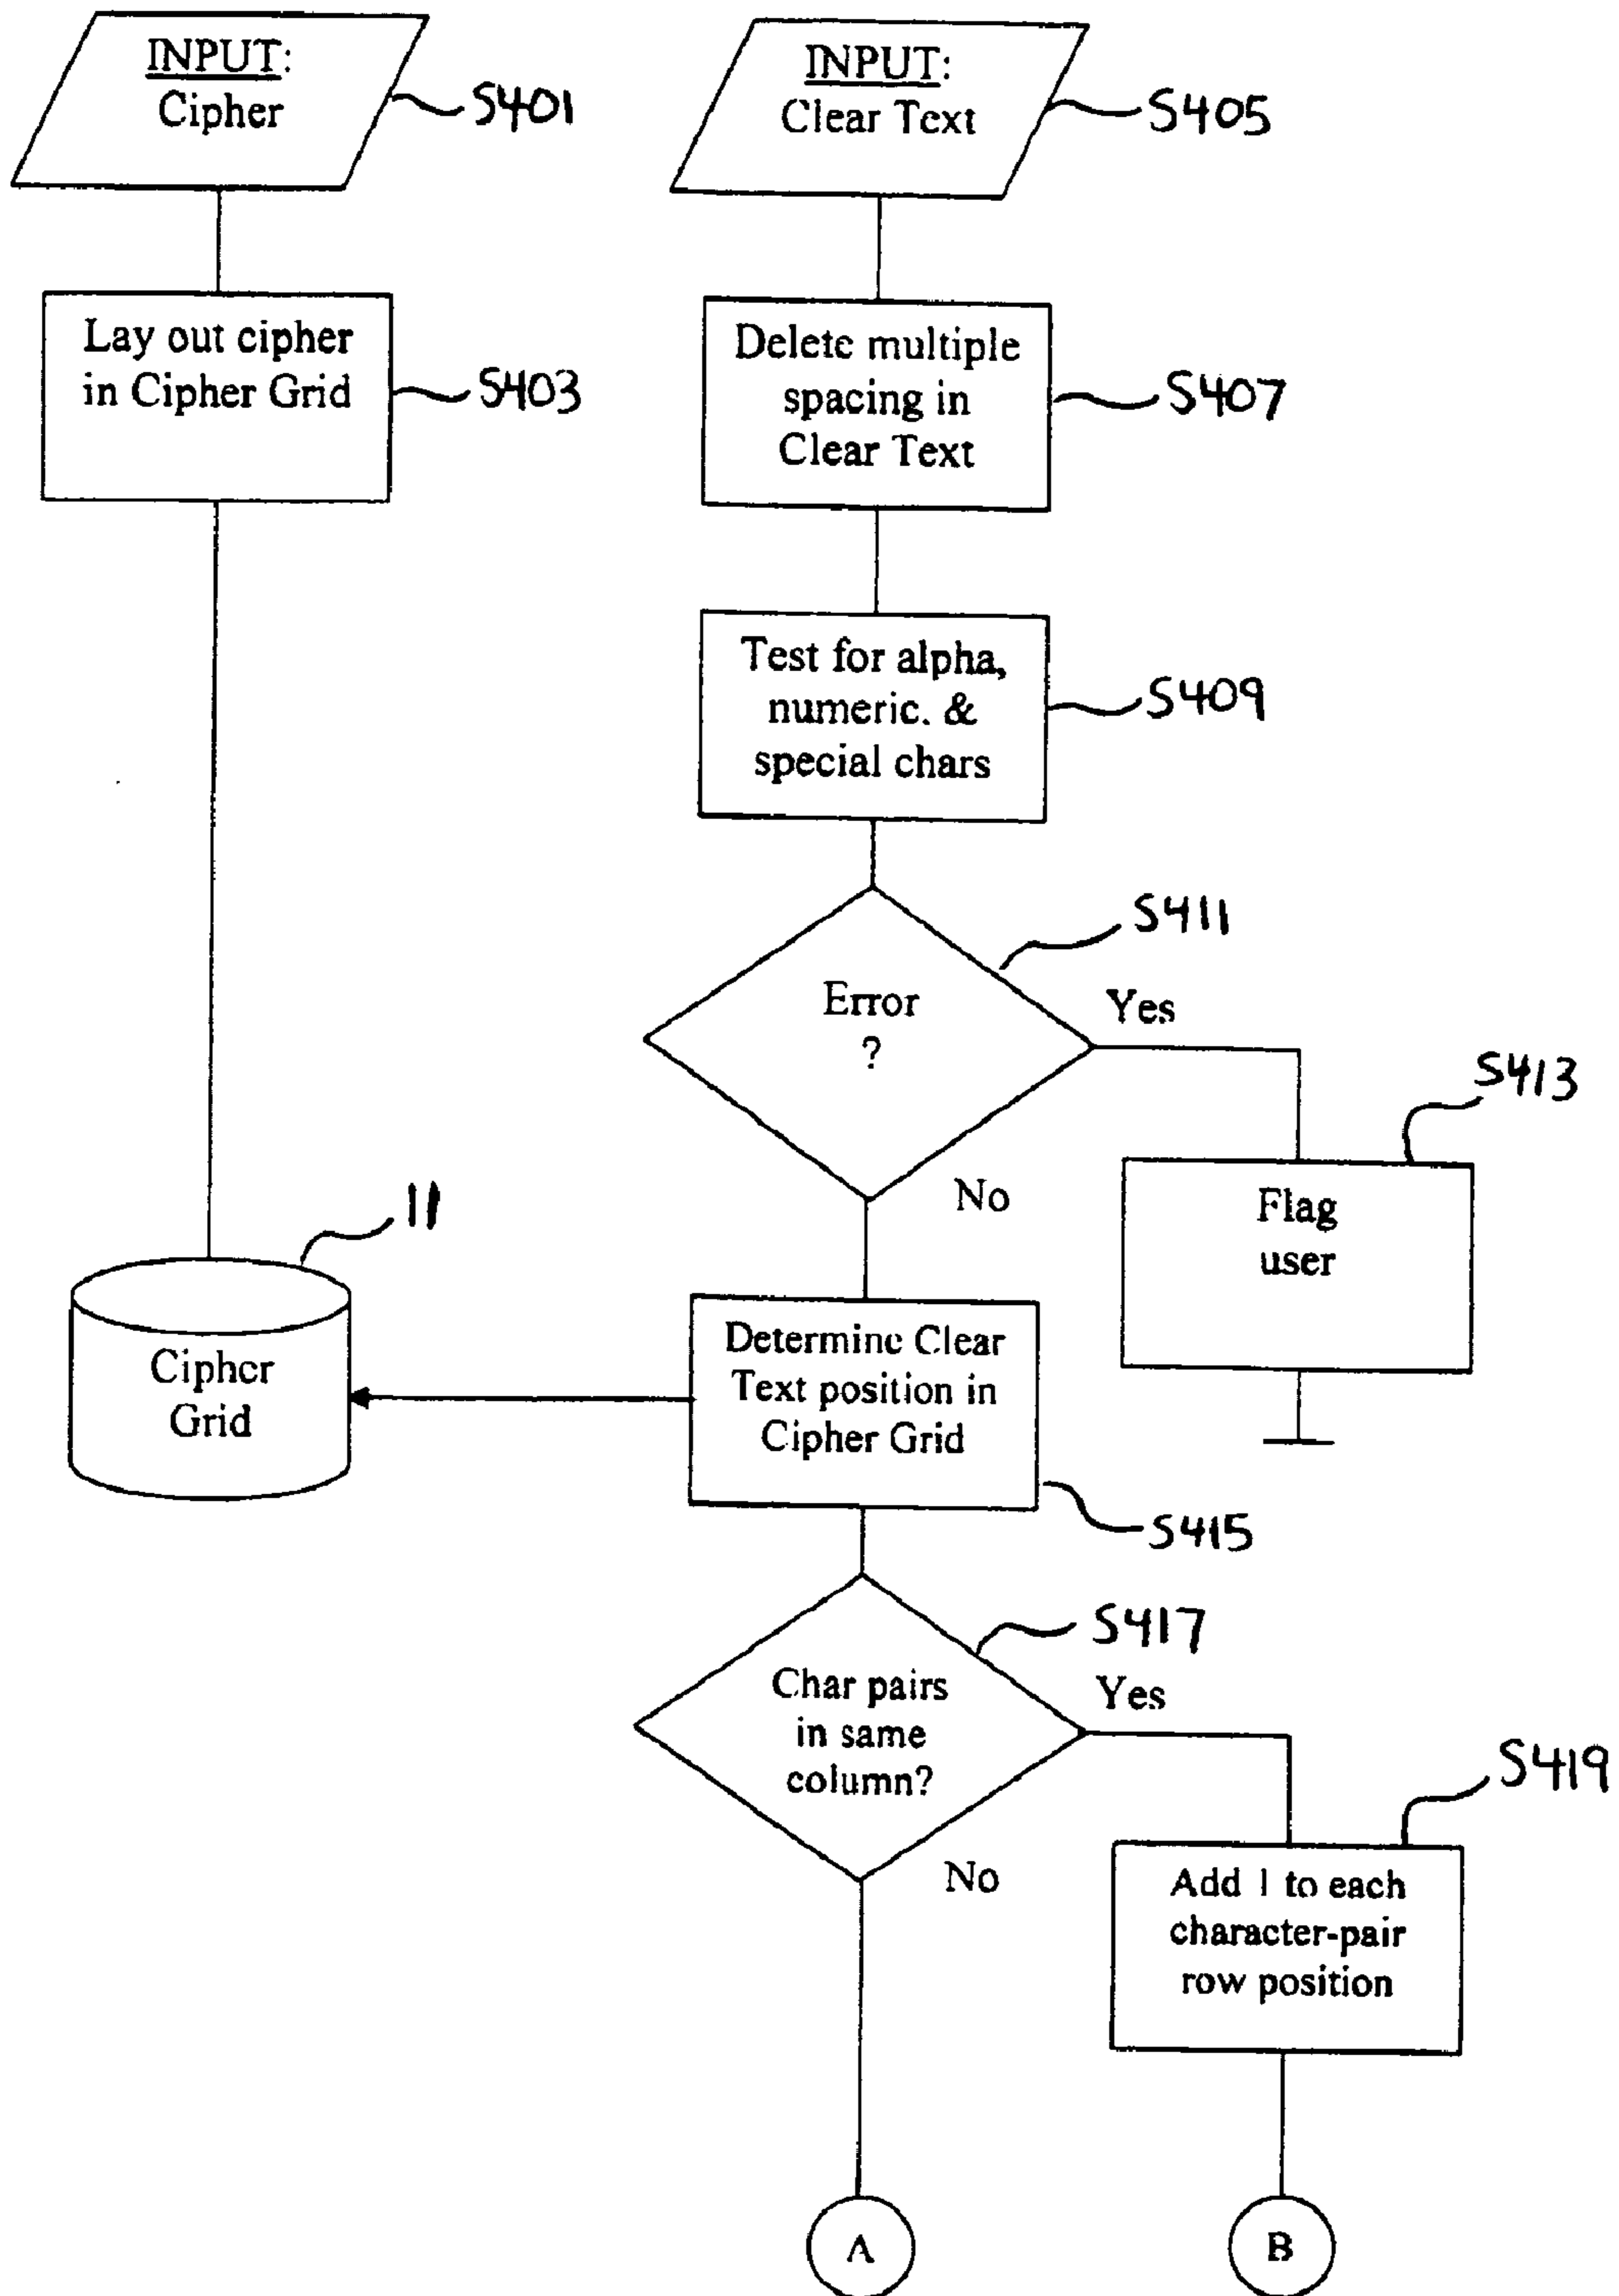 INPUT:
Cipher
S401
INPUT:
Clear Text
S405
Lay out cipher
in Cipher Grid
S403
Delete multiple
spacing in
Clear Text
S407
Test for alpha,
numeric. &
special chars
S409
Error
?
S411
Yes
No
Flag
user
S413
11
Cipher
Grid
Determine Clear
Text position in
Cipher Grid
S415
Char pairs
in same
column?
S417
Yes
No
Add 1 to each
character-pair
row position
S419
A
B